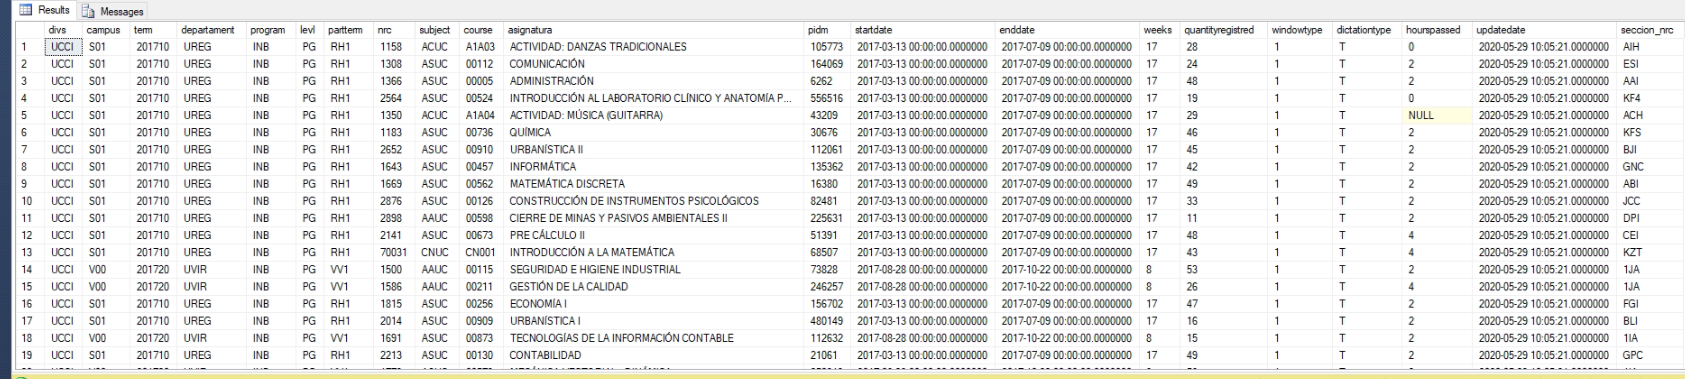 Results Messages
divs campus term departament program levl partterm nrc subject course asignatura pidm startdate enddate weeks quantityregistred windowtype dictationtype hourspassed updatedate seccion_nrc
1 UCCI S01 201710 UREG INB PG RH1 1158 ACUC A1A03 ACTIVIDAD: DANZAS TRADICIONALES 105773 2017-03-13 00:00:00.0000000 2017-07-09 00:00:00.0000000 17 28 1 T 0 2020-05-29 10:05:21.0000000 AIH
2 UCCI S01 201710 UREG INB PG RH1 1308 ASUC 00112 COMUNICACIÓN 164069 2017-03-13 00:00:00.0000000 2017-07-09 00:00:00.0000000 17 24 1 T 2 2020-05-29 10:05:21.0000000 ESI
3 UCCI S01 201710 UREG INB PG RH1 1366 ASUC 00005 ADMINISTRACIÓN 6262 2017-03-13 00:00:00.0000000 2017-07-09 00:00:00.0000000 17 48 1 T 2 2020-05-29 10:05:21.0000000 AAI
4 UCCI S01 201710 UREG INB PG RH1 2564 ASUC 00524 INTRODUCCIÓN AL LABORATORIO CLÍNICO Y ANATOMÍA P... 556516 2017-03-13 00:00:00.0000000 2017-07-09 00:00:00.0000000 17 19 1 T 0 2020-05-29 10:05:21.0000000 KF4
5 UCCI S01 201710 UREG INB PG RH1 1350 ACUC A1A04 ACTIVIDAD: MÚSICA (GUITARRA) 43209 2017-03-13 00:00:00.0000000 2017-07-09 00:00:00.0000000 17 29 1 T NULL 2020-05-29 10:05:21.0000000 ACH
6 UCCI S01 201710 UREG INB PG RH1 1183 ASUC 00736 QUÍMICA 30676 2017-03-13 00:00:00.0000000 2017-07-09 00:00:00.0000000 17 46 1 T 2 2020-05-29 10:05:21.0000000 KFS
7 UCCI S01 201710 UREG INB PG RH1 2652 ASUC 00910 URBANÍSTICA II 112061 2017-03-13 00:00:00.0000000 2017-07-09 00:00:00.0000000 17 45 1 T 2 2020-05-29 10:05:21.0000000 BJI
8 UCCI S01 201710 UREG INB PG RH1 1643 ASUC 00457 INFORMÁTICA 135362 2017-03-13 00:00:00.0000000 2017-07-09 00:00:00.0000000 17 42 1 T 2 2020-05-29 10:05:21.0000000 GNC
9 UCCI S01 201710 UREG INB PG RH1 1669 ASUC 00562 MATEMÁTICA DISCRETA 16380 2017-03-13 00:00:00.0000000 2017-07-09 00:00:00.0000000 17 49 1 T 2 2020-05-29 10:05:21.0000000 ABI
10 UCCI S01 201710 UREG INB PG RH1 2876 ASUC 00126 CONSTRUCCIÓN DE INSTRUMENTOS PSICOLÓGICOS 82481 2017-03-13 00:00:00.0000000 2017-07-09 00:00:00.0000000 17 33 1 T 2 2020-05-29 10:05:21.0000000 JCC
11 UCCI S01 201710 UREG INB PG RH1 2898 AAUC 00598 CIERRE DE MINAS Y PASIVOS AMBIENTALES II 225631 2017-03-13 00:00:00.0000000 2017-07-09 00:00:00.0000000 17 11 1 T 2 2020-05-29 10:05:21.0000000 DPI
12 UCCI S01 201710 UREG INB PG RH1 2141 ASUC 00673 PRE CÁLCULO II 51391 2017-03-13 00:00:00.0000000 2017-07-09 00:00:00.0000000 17 48 1 T 4 2020-05-29 10:05:21.0000000 CEI
13 UCCI S01 201710 UREG INB PG RH1 70031 CNUC CN001 INTRODUCCIÓN A LA MATEMÁTICA 68507 2017-03-13 00:00:00.0000000 2017-07-09 00:00:00.0000000 17 43 1 T 4 2020-05-29 10:05:21.0000000 KZT
14 UCCI V00 201720 UVIR INB PG VV1 1500 AAUC 00115 SEGURIDAD E HIGIENE INDUSTRIAL 73828 2017-08-28 00:00:00.0000000 2017-10-22 00:00:00.0000000 8 53 1 T 2 2020-05-29 10:05:21.0000000 1JA
15 UCCI V00 201720 UVIR INB PG VV1 1586 AAUC 00211 GESTIÓN DE LA CALIDAD 246257 2017-08-28 00:00:00.0000000 2017-10-22 00:00:00.0000000 8 26 1 T 4 2020-05-29 10:05:21.0000000 1JA
16 UCCI S01 201710 UREG INB PG RH1 1815 ASUC 00256 ECONOMÍA I 156702 2017-03-13 00:00:00.0000000 2017-07-09 00:00:00.0000000 17 47 1 T 2 2020-05-29 10:05:21.0000000 FGI
17 UCCI S01 201710 UREG INB PG RH1 2014 ASUC 00909 URBANÍSTICA I 480149 2017-03-13 00:00:00.0000000 2017-07-09 00:00:00.0000000 17 16 1 T 2 2020-05-29 10:05:21.0000000 BLI
18 UCCI V00 201720 UVIR INB PG VV1 1691 ASUC 00873 TECNOLOGÍAS DE LA INFORMACIÓN CONTABLE 112632 2017-08-28 00:00:00.0000000 2017-10-22 00:00:00.0000000 8 15 1 T 2 2020-05-29 10:05:21.0000000 1IA
19 UCCI S01 201710 UREG INB PG RH1 2213 ASUC 00130 CONTABILIDAD 21061 2017-03-13 00:00:00.0000000 2017-07-09 00:00:00.0000000 17 49 1 T 2 2020-05-29 10:05:21.0000000 GPC